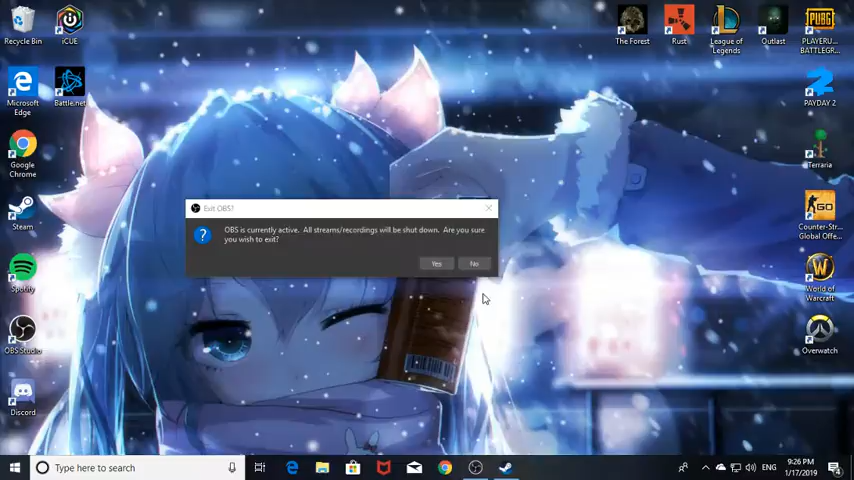 Recycle Bin
iCUE
The Forest
Rust
League of
Legends
Outlast
PLAYERU...
BATTLEGR...
Microsoft
Edge
Battle.net
PAYDAY 2
Google
Chrome
Terraria
Exit OBS?
OBS is currently active. All streams/recordings will be shut down. Are you sure
you wish to exit?
Yes
No
Steam
Counter-Str...
Global Offe...
Spotify
World of
Warcraft
OBS Studio
Overwatch
Discord
Type here to search
ENG
9:26 PM
1/17/2019
4